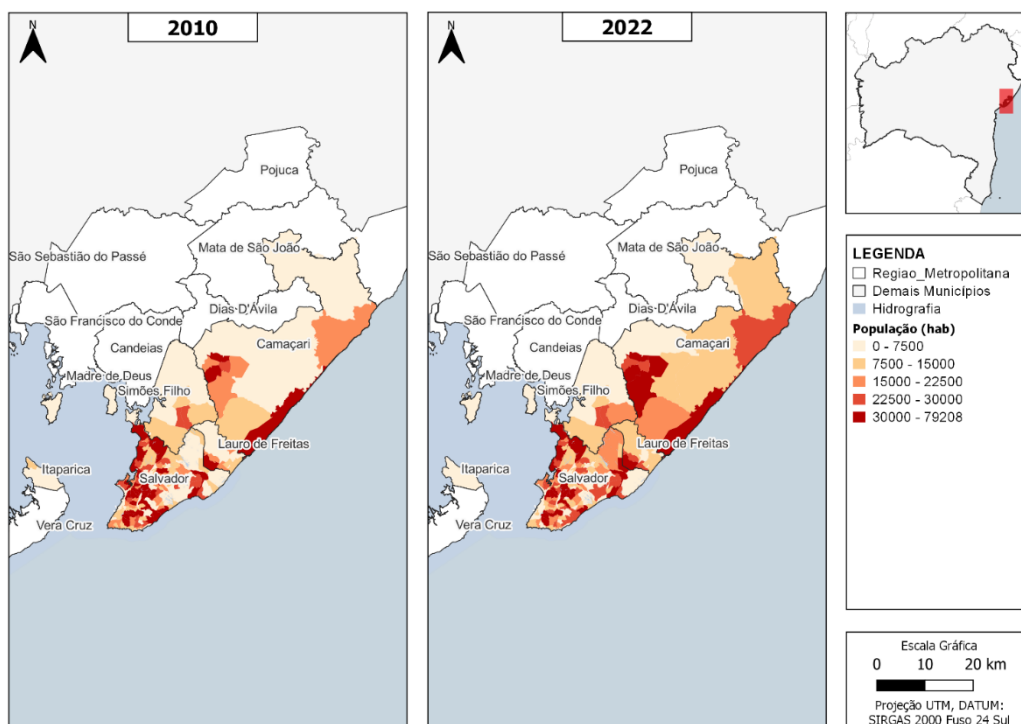 N
2010
Pojuca
Mata de São João
São Sebastião do Passé
Dias D'Ávila
São Francisco do Conde
Camaçari
Candeias
Madre de Deus
Simões Filho
Lauro de Freitas
Itaparica
Salvador
Vera Cruz
N
2022
Pojuca
Mata de São João
São Sebastião do Passé
Dias-D'Ávila
São Francisco do Conde
Camaçari
Candeias
Madre de Deus
Simões Filho
Lauro de Freitas
Itaparica
Salvador
Vera Cruz
LEGENDA
Regiao_Metropolitana
Demais Municípios
Hidrografia
População (hab)
0 - 7500
7500 - 15000
15000 - 22500
22500 - 30000
30000 - 79208
Escala Gráfica
0 10 20 km
Projeção UTM, DATUM:
SIRGAS 2000 Fuso 24 Sul